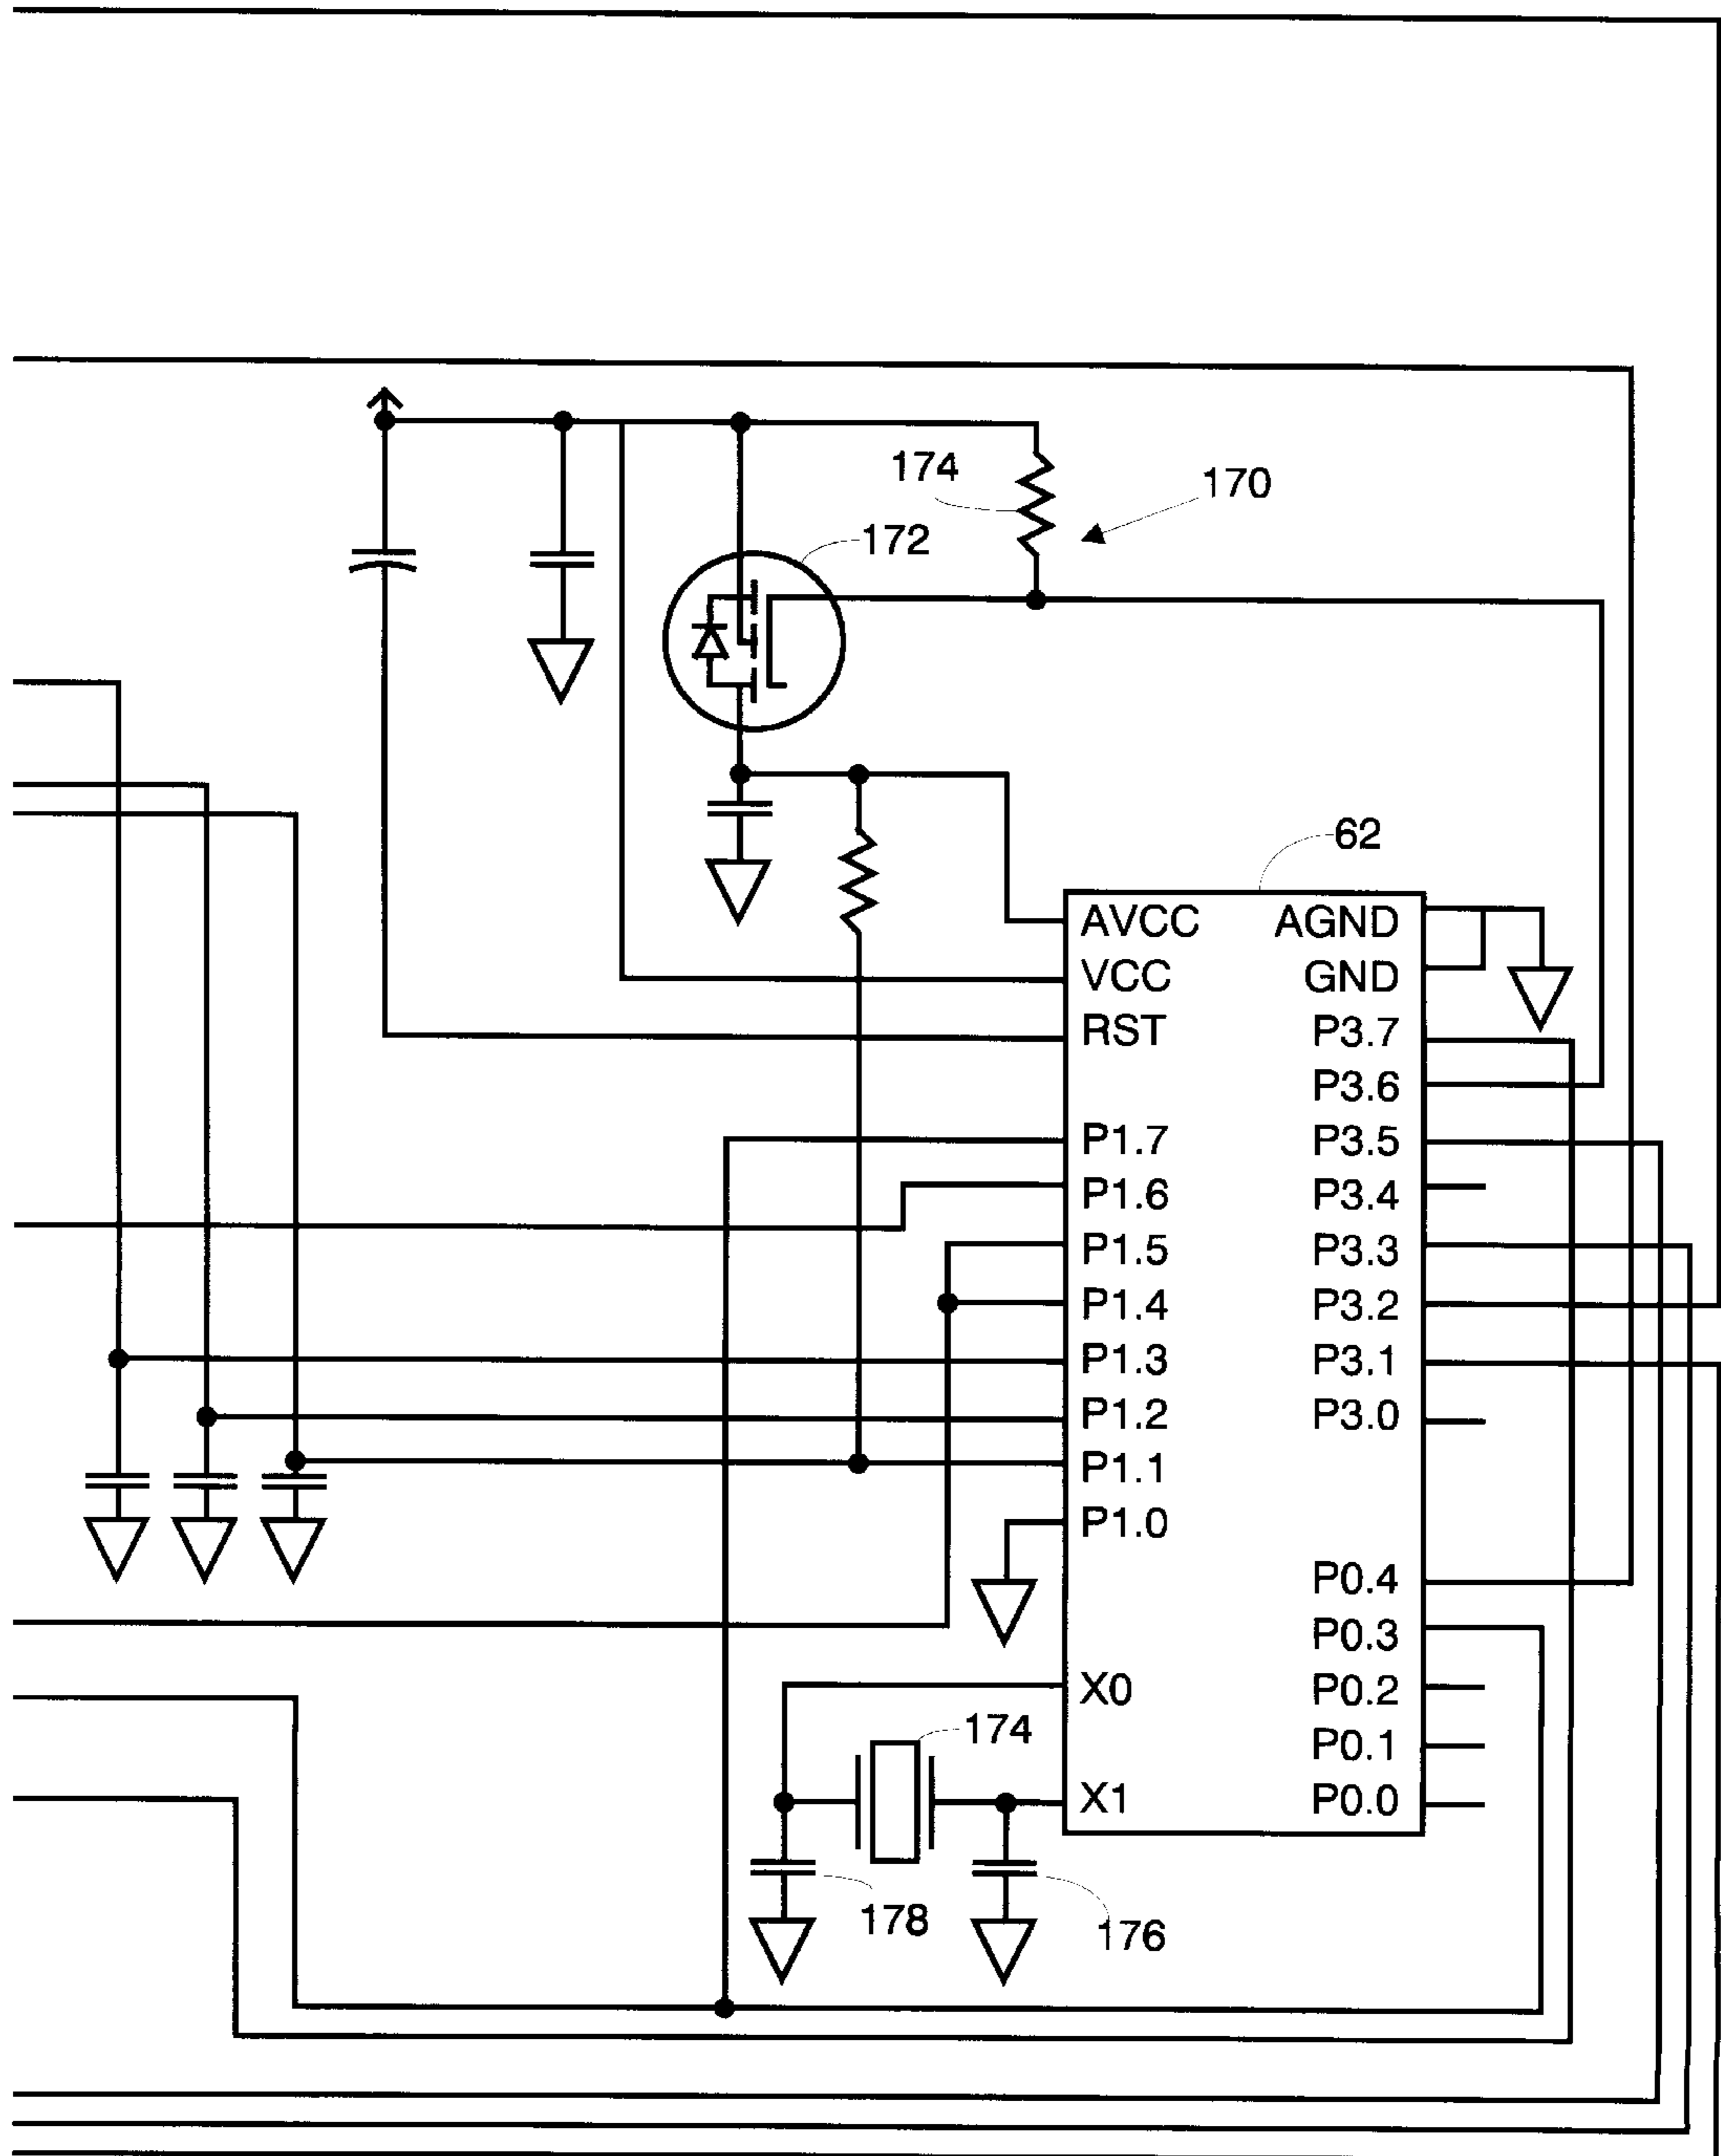 174
170
172
62
AVCC AGND
VCC GND
RST P3.7
P3.6
P1.7 P3.5
P1.6 P3.4
P1.5 P3.3
P1.4 P3.2
P1.3 P3.1
P1.2 P3.0
P1.1
P1.0
P0.4
P0.3
X0 P0.2
174
P0.1
X1 P0.0
178
176